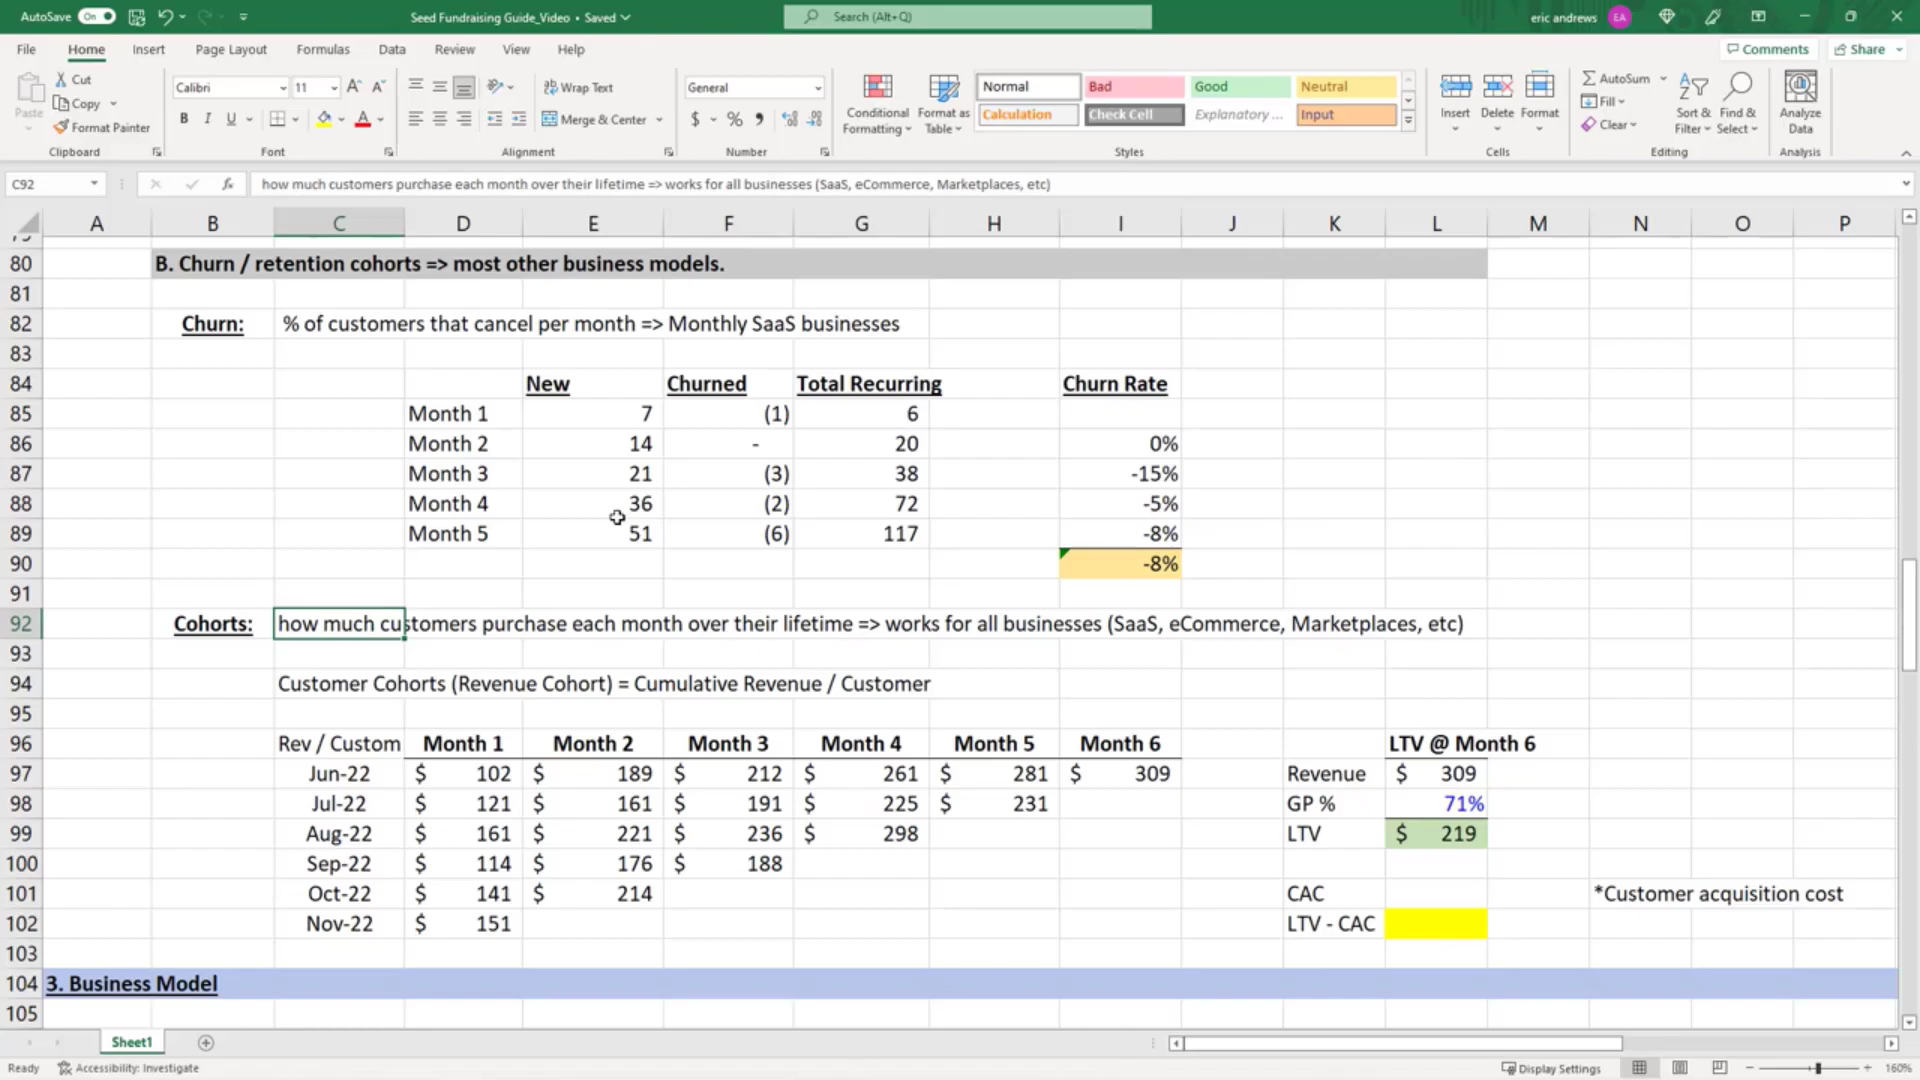 AutoSave On Seed Fundraising Guide_Video • Saved Search (Alt+Q) eric andrews EA
File Home Insert Page Layout Formulas Data Review View Help Comments Share
Paste Cut Copy Format Painter Clipboard
Calibri 11 A A B I U A Font
Wrap Text Merge & Center Alignment
General $ % Number
Conditional Formatting Format as Table
Normal Bad Good Neutral
Calculation Check Cell Explanatory ... Input
Styles
Insert Delete Format Cells
AutoSum Fill Clear Sort & Filter Find & Select Editing
Analyze Data Analysis
C92 fx how much customers purchase each month over their lifetime => works for all businesses (SaaS, eCommerce, Marketplaces, etc)
A B C D E F G H I J K L M N O P
80 B. Churn / retention cohorts => most other business models.
81
82 Churn: % of customers that cancel per month => Monthly SaaS businesses
83
84 New Churned Total Recurring Churn Rate
85 Month 1 7 (1) 6
86 Month 2 14 - 20 0%
87 Month 3 21 (3) 38 -15%
88 Month 4 36 (2) 72 -5%
89 Month 5 51 (6) 117 -8%
90 -8%
91
92 Cohorts: how much customers purchase each month over their lifetime => works for all businesses (SaaS, eCommerce, Marketplaces, etc)
93
94 Customer Cohorts (Revenue Cohort) = Cumulative Revenue / Customer
95
96 Rev / Custom Month 1 Month 2 Month 3 Month 4 Month 5 Month 6 LTV @ Month 6
97 Jun-22 $ 102 $ 189 $ 212 $ 261 $ 281 $ 309 Revenue $ 309
98 Jul-22 $ 121 $ 161 $ 191 $ 225 $ 231 GP % 71%
99 Aug-22 $ 161 $ 221 $ 236 $ 298 LTV $ 219
100 Sep-22 $ 114 $ 176 $ 188
101 Oct-22 $ 141 $ 214 CAC *Customer acquisition cost
102 Nov-22 $ 151 LTV - CAC
103
104 3. Business Model
105
Sheet1
Ready Accessibility: Investigate Display Settings 160%